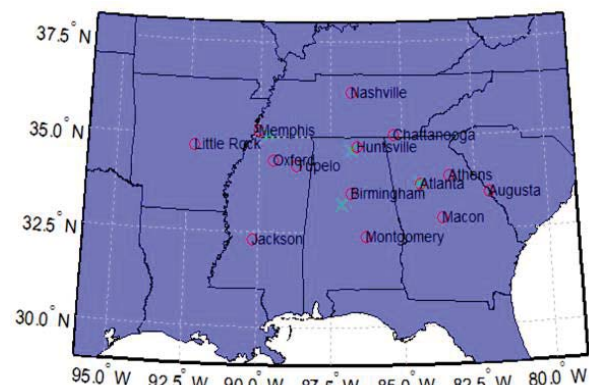 37.5° N
35.0° N
32.5° N
30.0° N
Nashville
Memphis
Chattanooga
Little Rock
Huntsville
Oxford
Tupelo
Athens
Atlanta
Birmingham
Augusta
Macon
Jackson
Montgomery
95.0° W
92.5° W
90.0° W
87.5° W
85.0° W
82.5° W
80.0° W